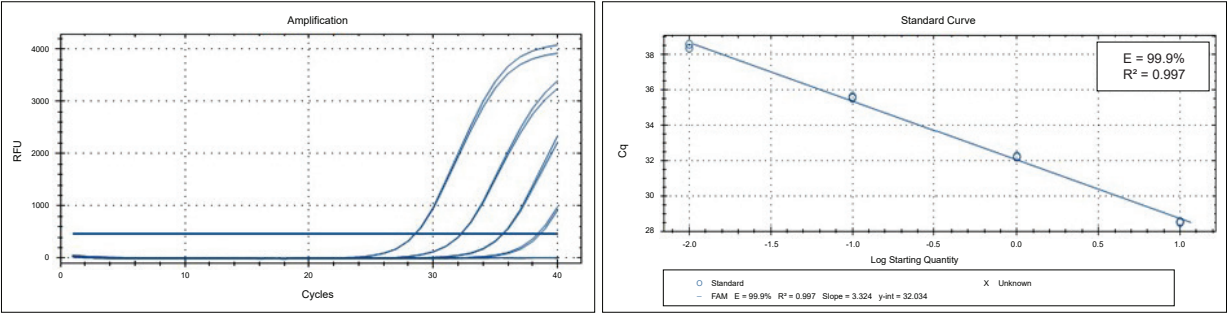 Amplification
4000
3000
2000
1000
0
RFU
0 10 20 30 40
Cycles
Standard Curve
E = 99.9%
R² = 0.997
38
36
34
32
30
28
Cq
-2.0 -1.5 -1.0 -0.5 0.0 0.5 1.0
Log Starting Quantity
O Standard X Unknown
– FAM E = 99.9% R² = 0.997 Slope = 3.324 y-int = 32.034